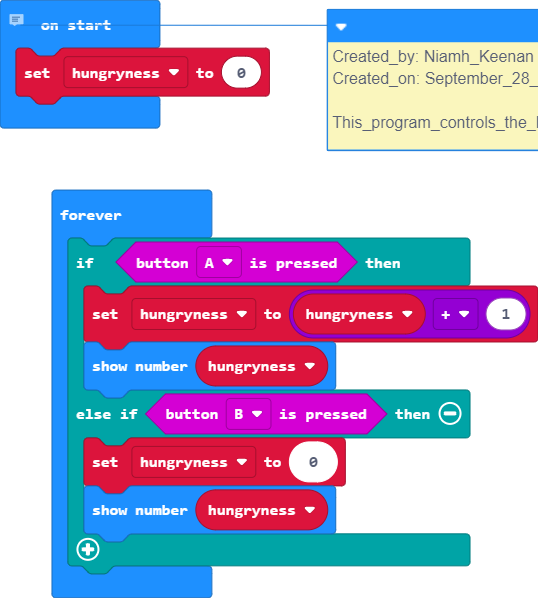 on start
set hungryness to 0
Created_by: Niamh_Keenan
Created_on: September_28_
This_program_controls_the_
forever
if button A is pressed then
set hungryness to hungryness + 1
show number hungryness
else if button B is pressed then
set hungryness to 0
show number hungryness